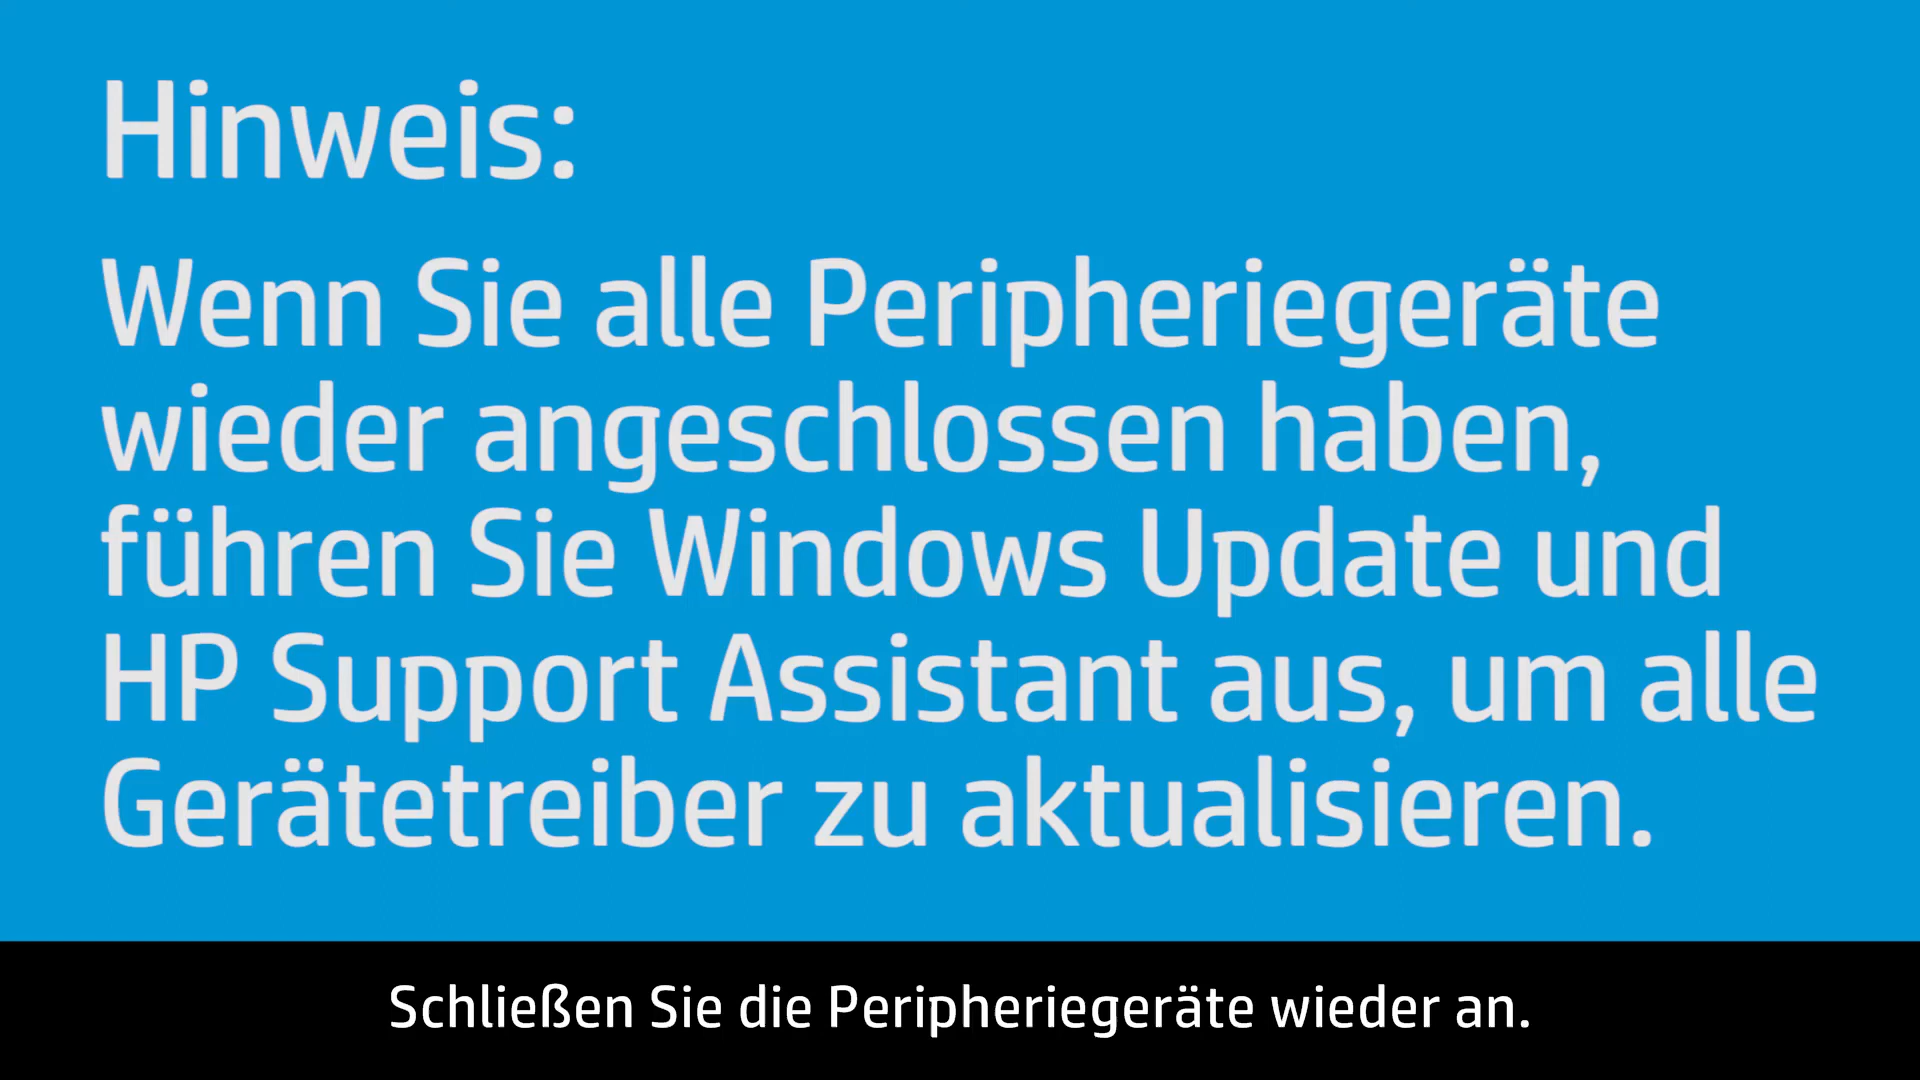 Hinweis:
Wenn Sie alle Peripheriegeräte
wieder angeschlossen haben,
führen Sie Windows Update und
HP Support Assistant aus, um alle
Gerätetreiber zu aktualisieren.
Schließen Sie die Peripheriegeräte wieder an.